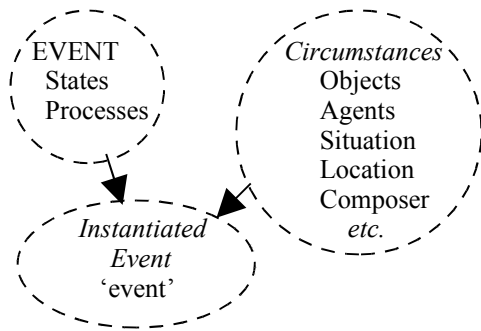 EVENT
States
Processes
Circumstances
Objects
Agents
Situation
Location
Composer
etc.
Instantiated
Event
‘event’